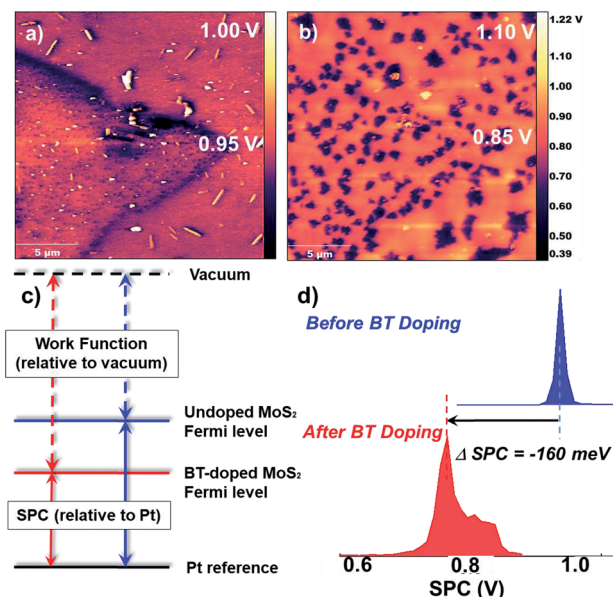 a)
1.00 V
0.95 V
5 µm
b)
1.10 V
0.85 V
5 µm
1.22 V
1.10
1.00
0.90
0.80
0.70
0.60
0.50
0.39
c)
Vacuum
Work Function
(relative to vacuum)
Undoped MoS₂
Fermi level
BT-doped MoS₂
Fermi level
SPC (relative to Pt)
Pt reference
d)
Before BT Doping
After BT Doping
Δ SPC = -160 meV
0.6
0.8
1.0
SPC (V)